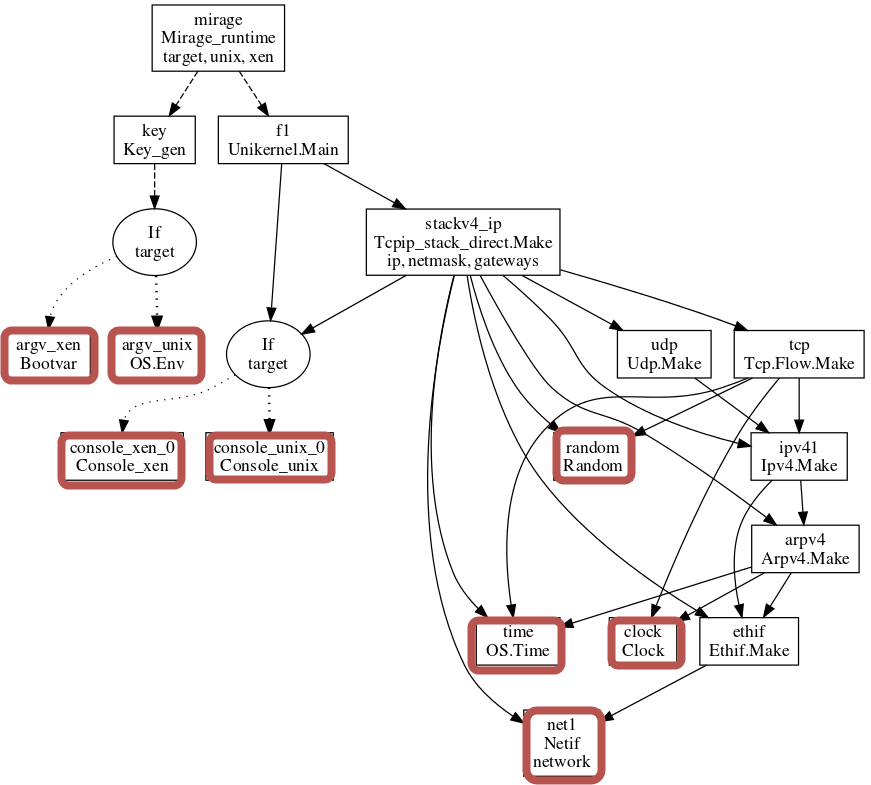 mirage
Mirage_runtime
target, unix, xen
key
Key_gen
f1
Unikernel.Main
If
target
stackv4_ip
Tcpip_stack_direct.Make
ip, netmask, gateways
argv_xen
Bootvar
argv_unix
OS.Env
If
target
udp
Udp.Make
tcp
Tcp.Flow.Make
console_xen_0
Console_xen
console_unix_0
Console_unix
random
Random
ipv41
Ipv4.Make
arpv4
Arpv4.Make
time
OS.Time
clock
Clock
ethif
Ethif.Make
net1
Netif
network